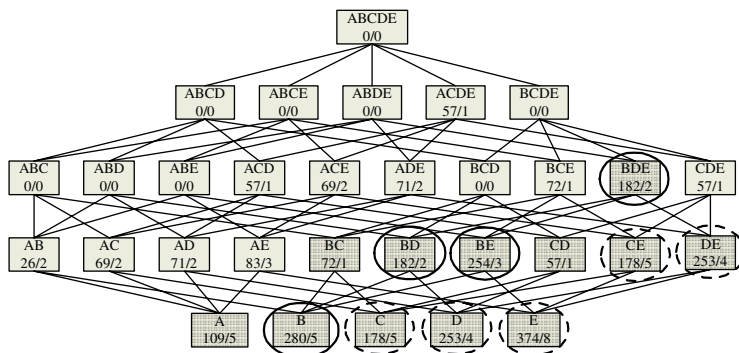 ABCDE
0/0
ABCD
0/0
ABCE
0/0
ABDE
0/0
ACDE
57/1
BCDE
0/0
ABC
0/0
ABD
0/0
ABE
0/0
ACD
57/1
ACE
69/2
ADE
71/2
BCD
0/0
BCE
72/1
BDE
182/2
CDE
57/1
AB
26/2
AC
69/2
AD
71/2
AE
83/3
BC
72/1
BD
182/2
BE
254/3
CD
57/1
CE
178/5
DE
253/4
A
109/5
B
280/5
C
178/5
D
253/4
E
374/8